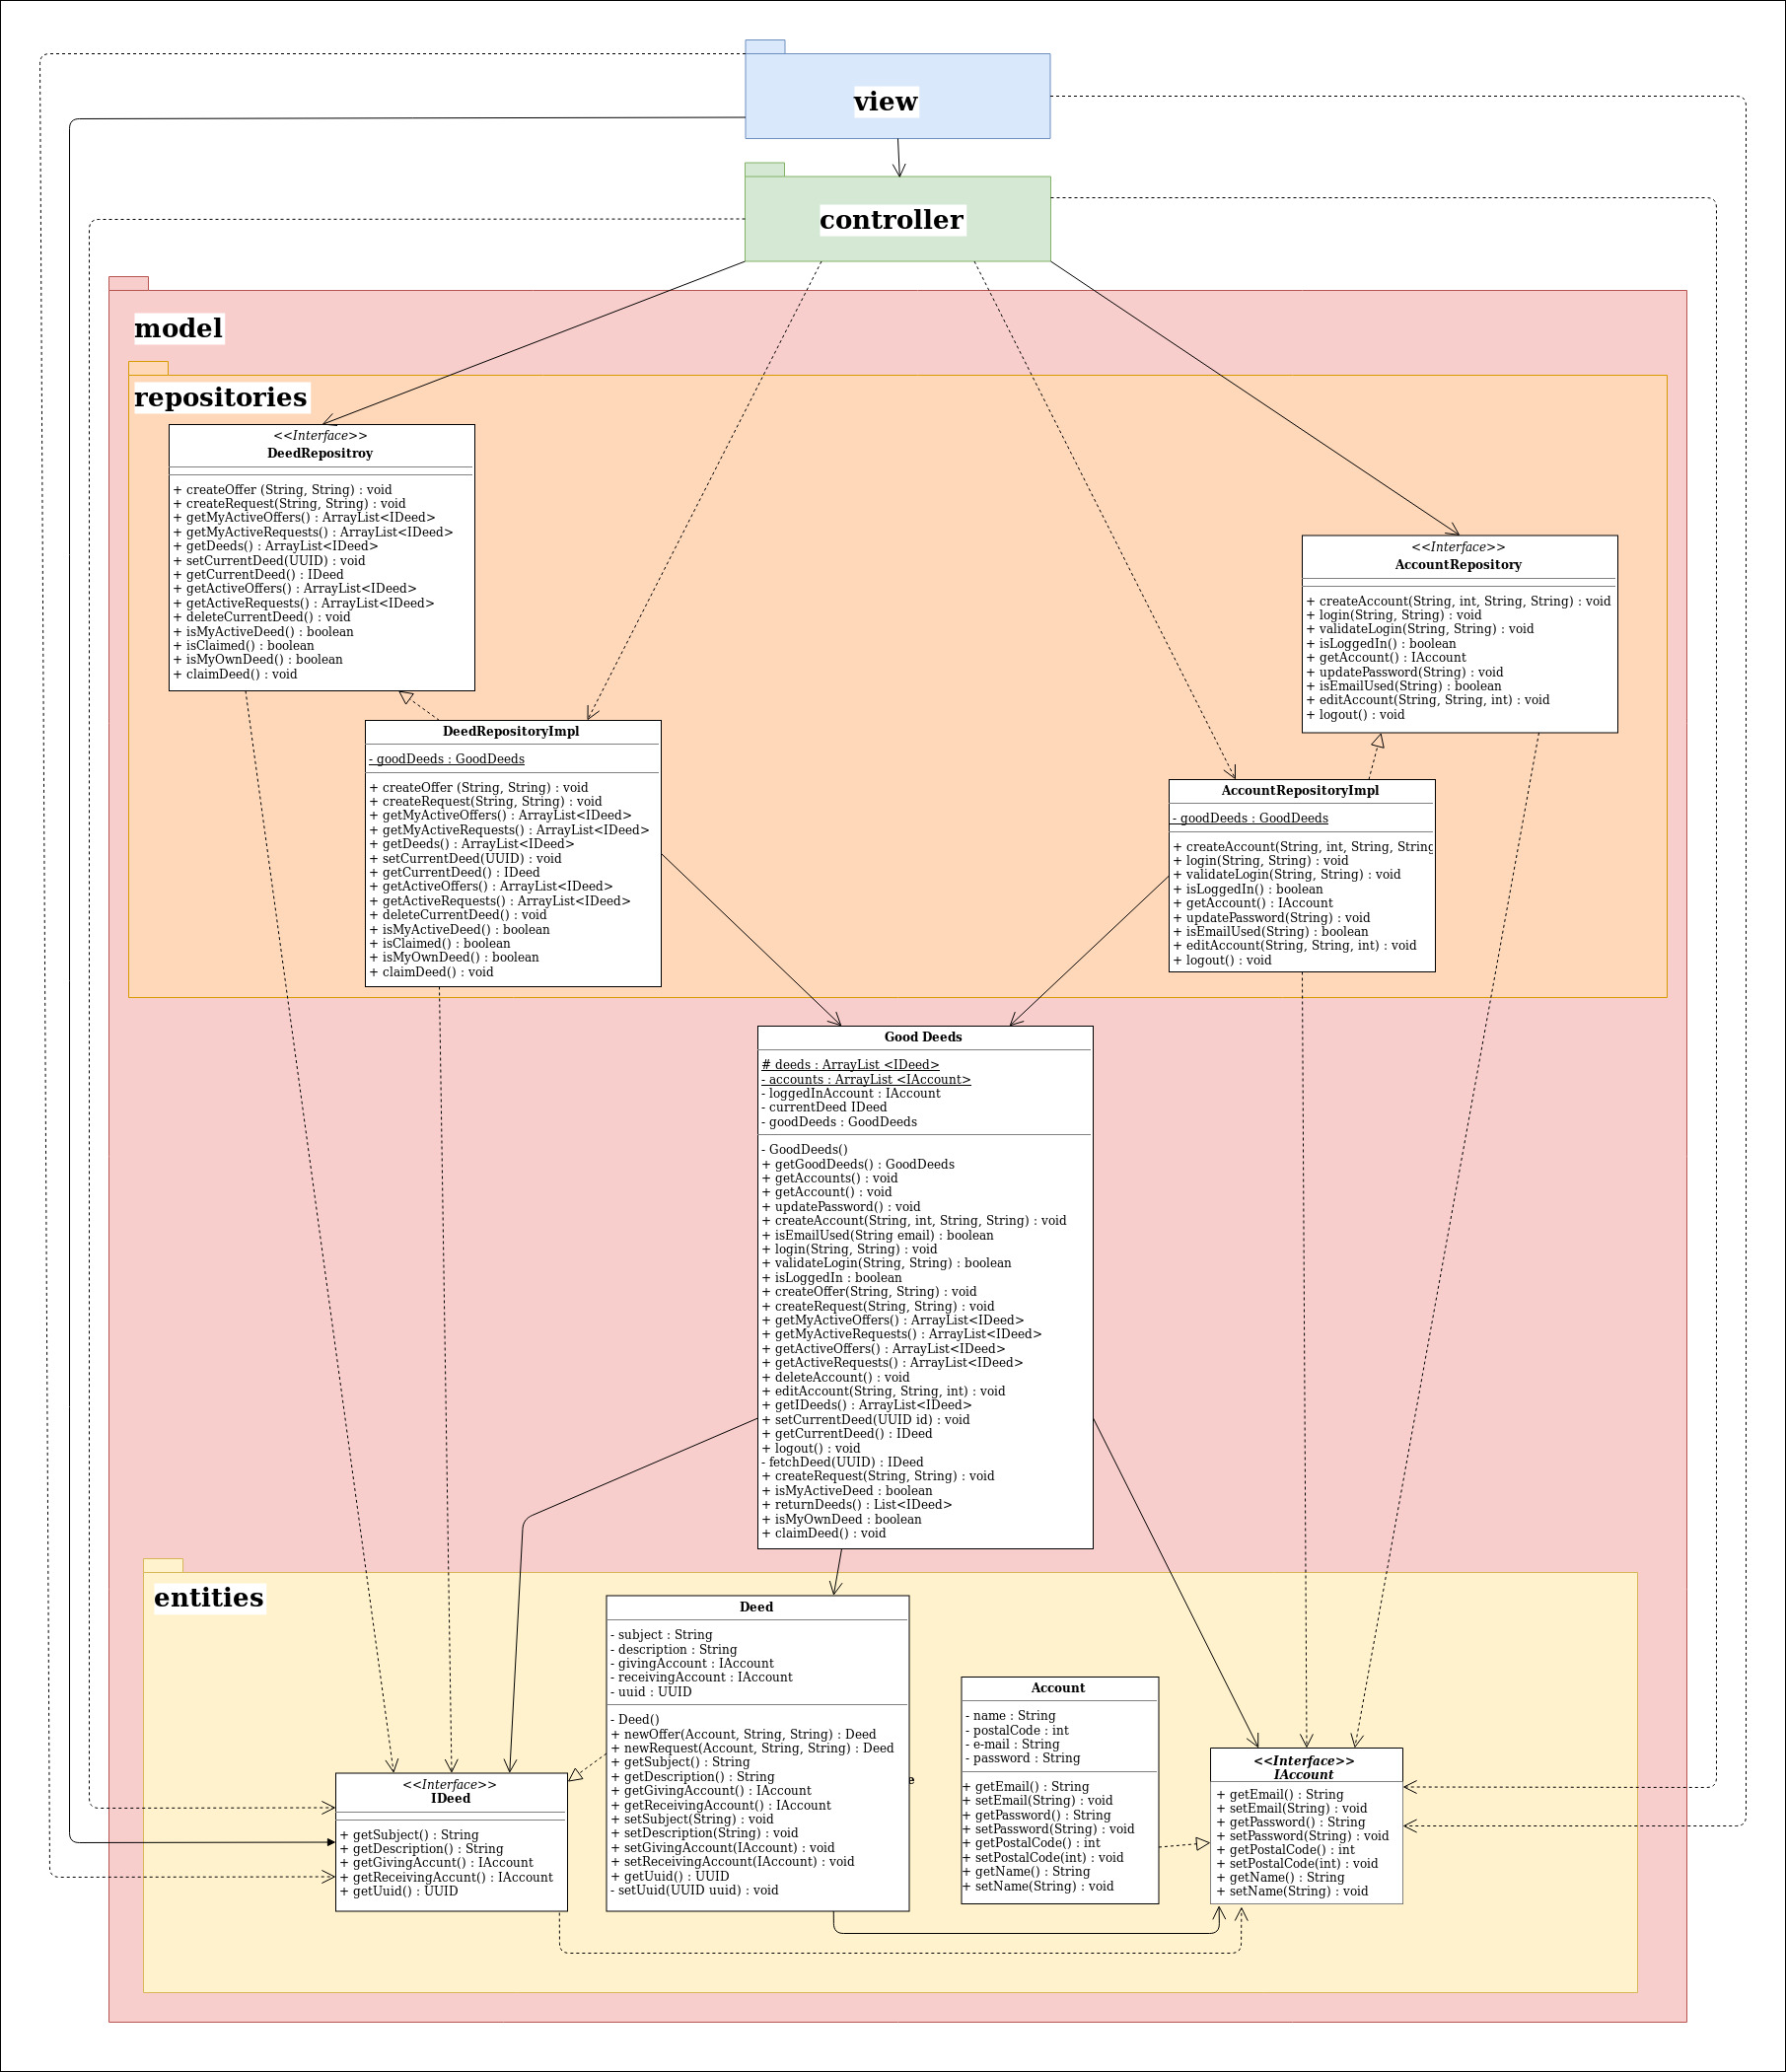 view
controller
model
repositories
<<Interface>>
DeedRepositroy
+ createOffer (String, String) : void
+ createRequest(String, String) : void
+ getMyActiveOffers() : ArrayList<IDeed>
+ getMyActiveRequests() : ArrayList<IDeed>
+ getDeeds() : ArrayList<IDeed>
+ setCurrentDeed(UUID) : void
+ getCurrentDeed() : IDeed
+ getActiveOffers() : ArrayList<IDeed>
+ getActiveRequests() : ArrayList<IDeed>
+ deleteCurrentDeed() : void
+ isMyActiveDeed() : boolean
+ isClaimed() : boolean
+ isMyOwnDeed() : boolean
+ claimDeed() : void
<<Interface>>
AccountRepository
+ createAccount(String, int, String, String) : void
+ login(String, String) : void
+ validateLogin(String, String) : void
+ isLoggedIn() : boolean
+ getAccount() : IAccount
+ updatePassword(String) : void
+ isEmailUsed(String) : boolean
+ editAccount(String, String, int) : void
+ logout() : void
DeedRepositoryImpl
- goodDeeds : GoodDeeds
+ createOffer (String, String) : void
+ createRequest(String, String) : void
+ getMyActiveOffers() : ArrayList<IDeed>
+ getMyActiveRequests() : ArrayList<IDeed>
+ getDeeds() : ArrayList<IDeed>
+ setCurrentDeed(UUID) : void
+ getCurrentDeed() : IDeed
+ getActiveOffers() : ArrayList<IDeed>
+ getActiveRequests() : ArrayList<IDeed>
+ deleteCurrentDeed() : void
+ isMyActiveDeed() : boolean
+ isClaimed() : boolean
+ isMyOwnDeed() : boolean
+ claimDeed() : void
AccountRepositoryImpl
- goodDeeds : GoodDeeds
+ createAccount(String, int, String, String
+ login(String, String) : void
+ validateLogin(String, String) : void
+ isLoggedIn() : boolean
+ getAccount() : IAccount
+ updatePassword(String) : void
+ isEmailUsed(String) : boolean
+ editAccount(String, String, int) : void
+ logout() : void
Good Deeds
# deeds : ArrayList <IDeed>
- accounts : ArrayList <IAccount>
- loggedInAccount : IAccount
- currentDeed IDeed
- goodDeeds : GoodDeeds
- GoodDeeds()
+ getGoodDeeds() : GoodDeeds
+ getAccounts() : void
+ getAccount() : void
+ updatePassword() : void
+ createAccount(String, int, String, String) : void
+ isEmailUsed(String email) : boolean
+ login(String, String) : void
+ validateLogin(String, String) : boolean
+ isLoggedIn : boolean
+ createOffer(String, String) : void
+ createRequest(String, String) : void
+ getMyActiveOffers() : ArrayList<IDeed>
+ getMyActiveRequests() : ArrayList<IDeed>
+ getActiveOffers() : ArrayList<IDeed>
+ getActiveRequests() : ArrayList<IDeed>
+ deleteAccount() : void
+ editAccount(String, String, int) : void
+ getIDeeds() : ArrayList<IDeed>
+ setCurrentDeed(UUID id) : void
+ getCurrentDeed() : IDeed
+ logout() : void
- fetchDeed(UUID) : IDeed
+ createRequest(String, String) : void
+ isMyActiveDeed : boolean
+ returnDeeds() : List<IDeed>
+ isMyOwnDeed : boolean
+ claimDeed() : void
entities
Deed
- subject : String
- description : String
- givingAccount : IAccount
- receivingAccount : IAccount
- uuid : UUID
- Deed()
+ newOffer(Account, String, String) : Deed
+ newRequest(Account, String, String) : Deed
+ getSubject() : String
+ getDescription() : String
+ getGivingAccount() : IAccount
+ getReceivingAccount() : IAccount
+ setSubject(String) : void
+ setDescription(String) : void
+ setGivingAccount(IAccount) : void
+ setReceivingAccount(IAccount) : void
+ getUuid() : UUID
- setUuid(UUID uuid) : void
e
Account
- name : String
- postalCode : int
- e-mail : String
- password : String
+ getEmail() : String
+ setEmail(String) : void
+ getPassword() : String
+ setPassword(String) : void
+ getPostalCode() : int
+ setPostalCode(int) : void
+ getName() : String
+ setName(String) : void
<<Interface>>
IAccount
+ getEmail() : String
+ setEmail(String) : void
+ getPassword() : String
+ setPassword(String) : void
+ getPostalCode() : int
+ setPostalCode(int) : void
+ getName() : String
+ setName(String) : void
<<Interface>>
IDeed
+ getSubject() : String
+ getDescription() : String
+ getGivingAccunt() : IAccount
+ getReceivingAccunt() : IAccount
+ getUuid() : UUID